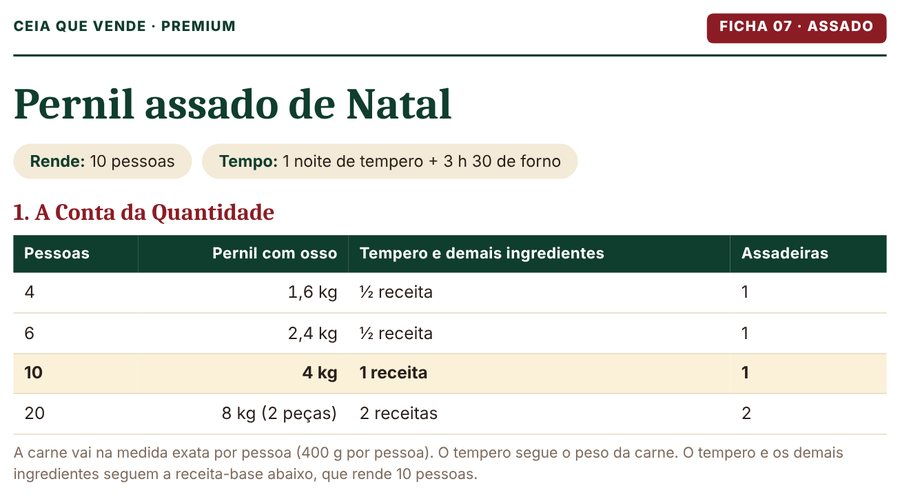 CEIA QUE VENDE · PREMIUM
FICHA 07 · ASSADO
Pernil assado de Natal
Rende: 10 pessoas
Tempo: 1 noite de tempero + 3 h 30 de forno
1. A Conta da Quantidade
Pessoas Pernil com osso Tempero e demais ingredientes Assadeiras
4 1,6 kg ½ receita 1
6 2,4 kg ½ receita 1
10 4 kg 1 receita 1
20 8 kg (2 peças) 2 receitas 2
A carne vai na medida exata por pessoa (400 g por pessoa). O tempero segue o peso da carne. O tempero e os demais
ingredientes seguem a receita-base abaixo, que rende 10 pessoas.